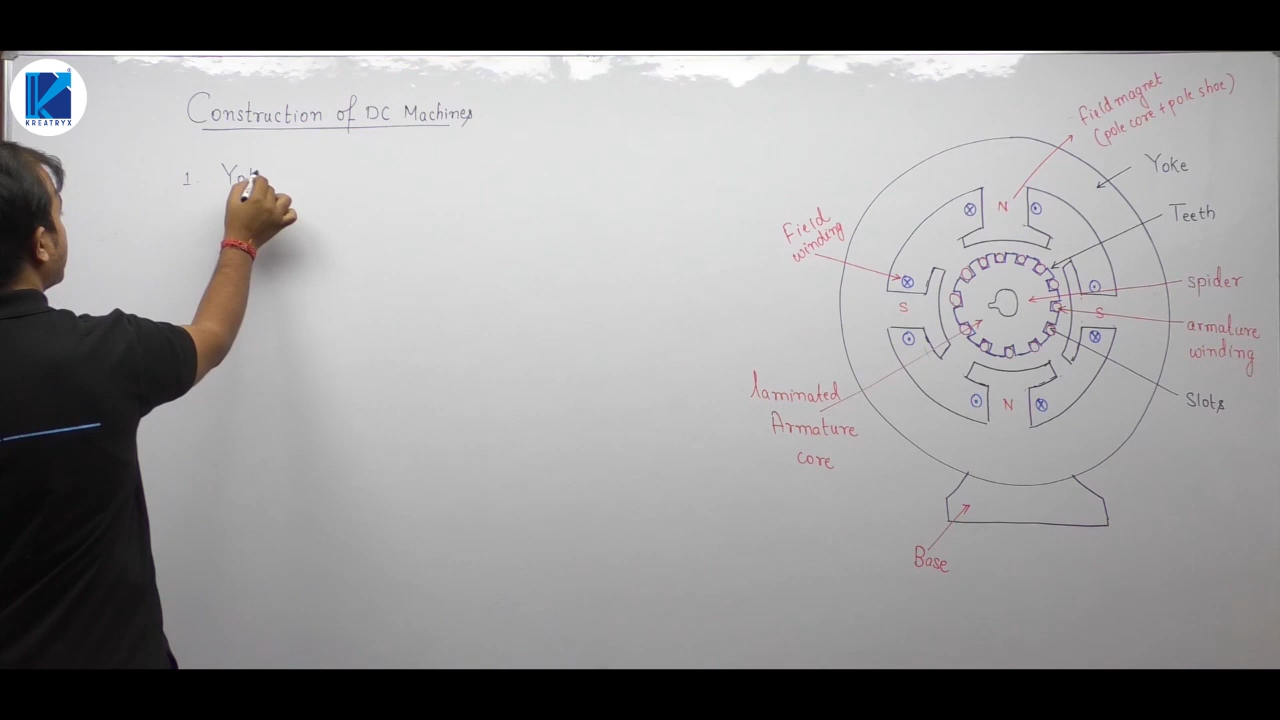 KREATRYX
Construction of DC Machines
1. Yok
Field magnet
(pole core + pole shoe)
Yoke
Teeth
Field
winding
N
S
S
N
spider
armature
winding
Slots
laminated
Armature
core
Base